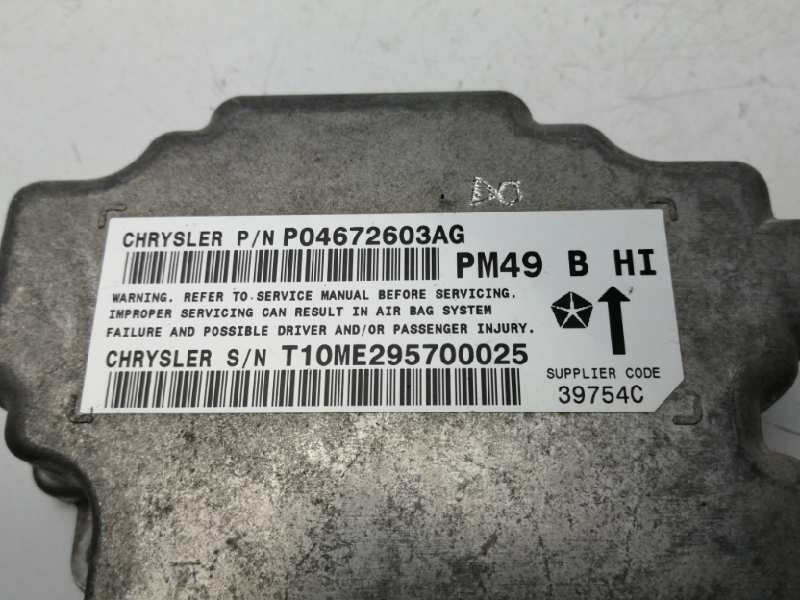 CHRYSLER P/N P04672603AG
PM49 B HI
WARNING. REFER TO SERVICE MANUAL BEFORE SERVICING.
IMPROPER SERVICING CAN RESULT IN AIR BAG SYSTEM
FAILURE AND POSSIBLE DRIVER AND/OR PASSENGER INJURY.
CHRYSLER S/N T10ME295700025
SUPPLIER CODE
39754C